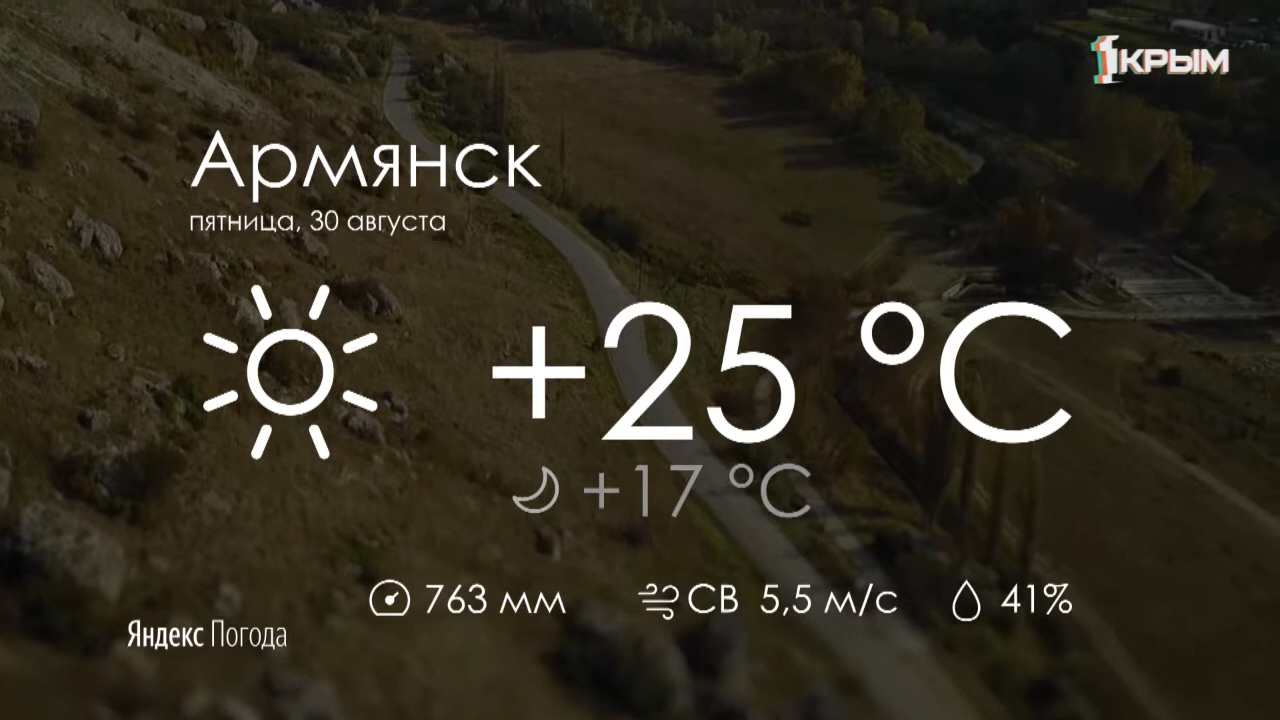 1КРЫМ
Армянск
пятница, 30 августа
+25 °C
+17 °C
763 мм СВ 5,5 м/с 41%
Яндекс Погода